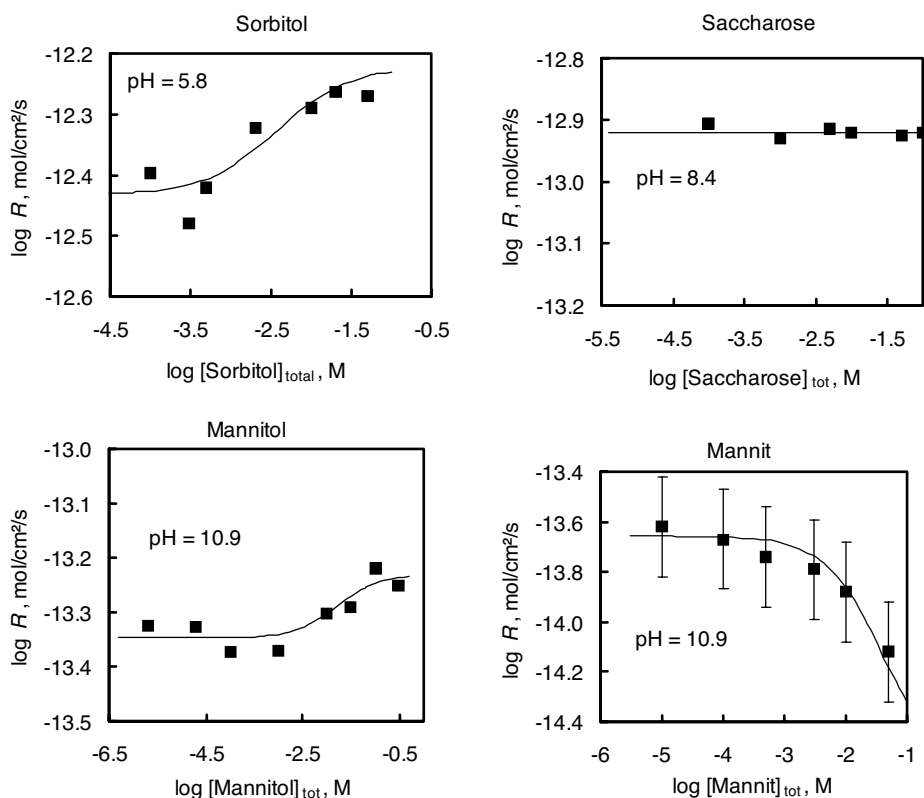 Sorbitol
-12.2
-12.3
-12.4
-12.5
-12.6
log R, mol/cm²/s
pH = 5.8
-4.5 -3.5 -2.5 -1.5 -0.5
log [Sorbitol]total, M
Saccharose
-12.8
-12.9
-13.0
-13.1
-13.2
log R, mol/cm²/s
pH = 8.4
-5.5 -4.5 -3.5 -2.5 -1.5
log [Saccharose]tot, M
Mannitol
-13.0
-13.1
-13.2
-13.3
-13.4
-13.5
log R, mol/cm²/s
pH = 10.9
-6.5 -4.5 -2.5 -0.5
log [Mannitol]tot, M
Mannit
-13.4
-13.6
-13.8
-14.0
-14.2
-14.4
log R, mol/cm²/s
pH = 10.9
-6 -5 -4 -3 -2 -1
log [Mannit]tot, M